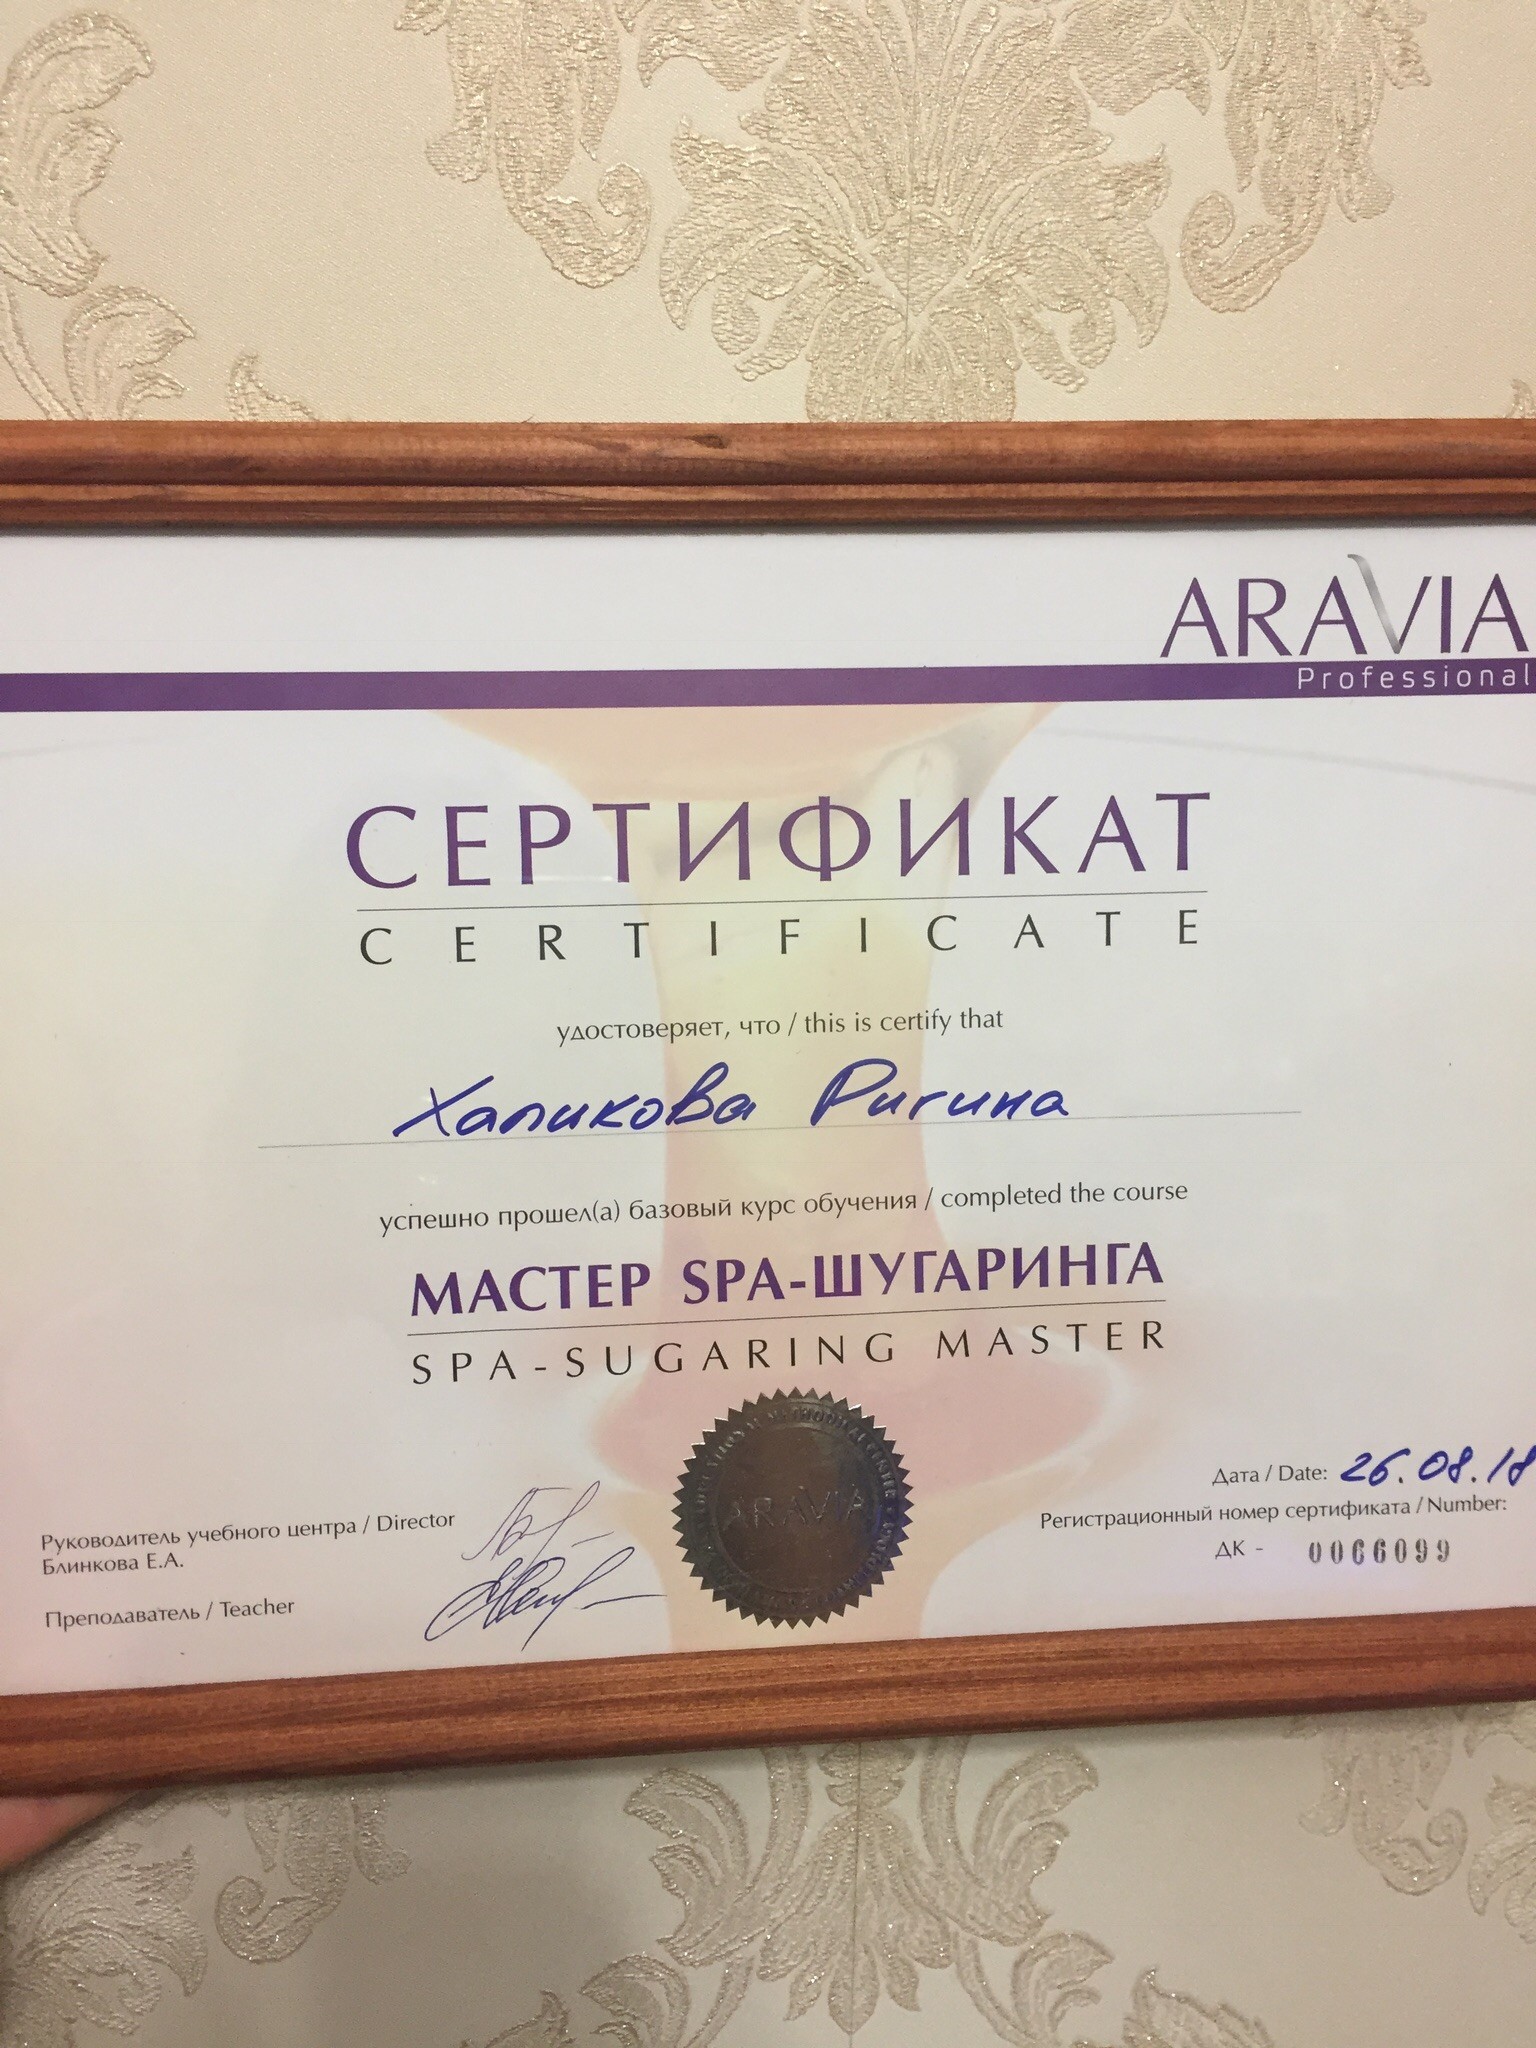 ARAVIA
Professional
СЕРТИФИКАТ
CERTIFICATE
удостоверяет, что / this is certify that
Халикова Ригина
успешно прошел(а) базовый курс обучения / completed the course
МАСТЕР SPA-ШУГАРИНГА
SPA-SUGARING MASTER
Дата / Date: 26.08.18
Регистрационный номер сертификата / Number:
ДК - 0066099
Руководитель учебного центра / Director
Блинкова Е.А.
Преподаватель / Teacher
ARAVIA